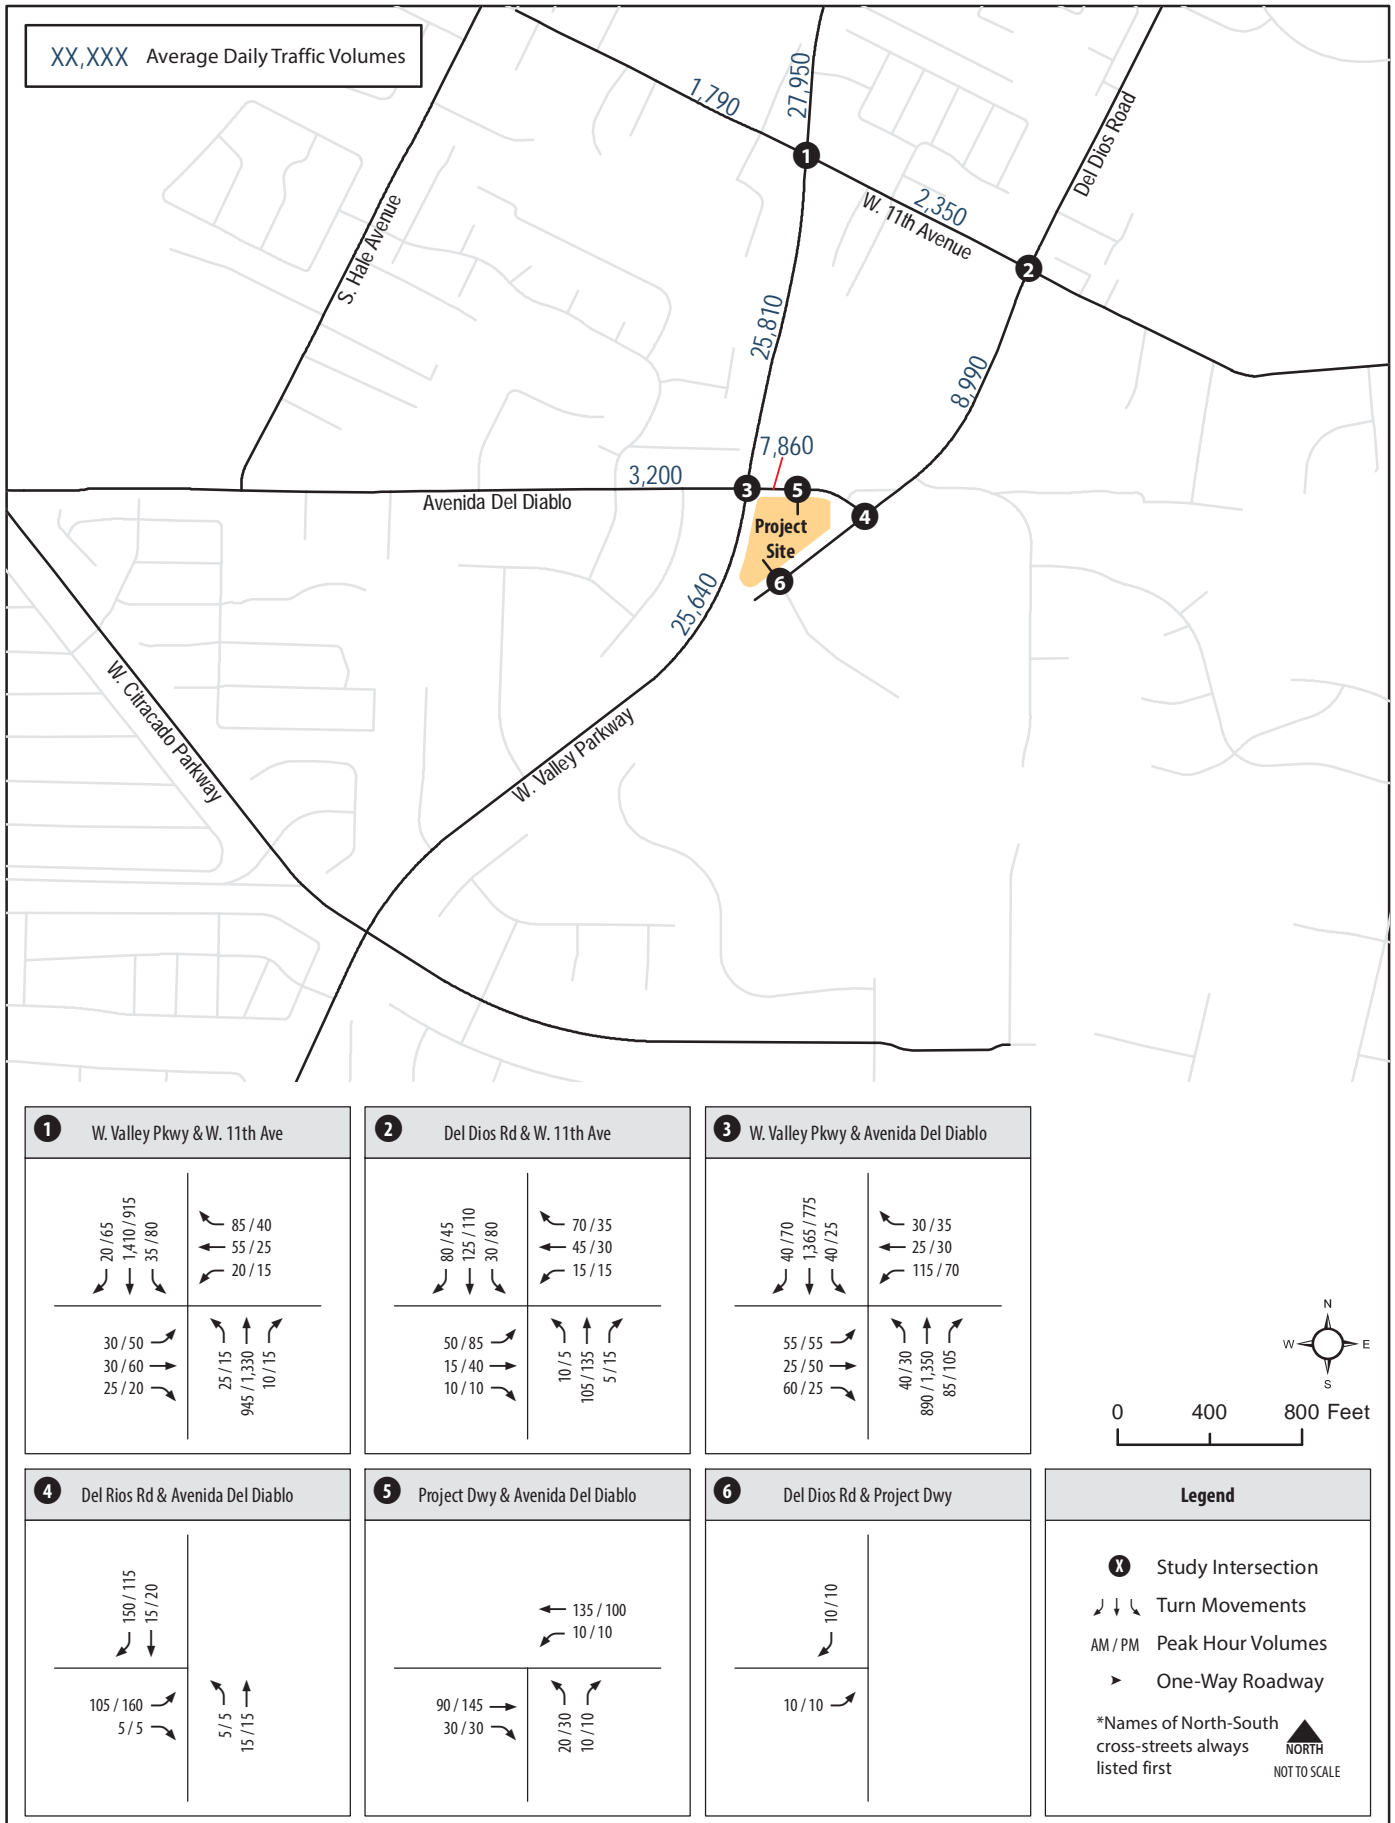 XX,XXX Average Daily Traffic Volumes
1,790
27,950
Del Dios Road
1
2,350
W. 11th Avenue
S. Hale Avenue
2
25,810
8,990
7,860
3,200
3
5
Avenida Del Diablo
4
Project
Site
6
25,640
W. Citracado Parkway
W. Valley Parkway
1 W. Valley Pkwy & W. 11th Ave
20 / 65
1,410 / 915
35 / 80
85 / 40
55 / 25
20 / 15
30 / 50
30 / 60
25 / 20
25 / 15
945 / 1,330
10 / 15
2 Del Dios Rd & W. 11th Ave
80 / 45
125 / 110
30 / 80
70 / 35
45 / 30
15 / 15
50 / 85
15 / 40
10 / 10
10 / 5
105 / 135
5 / 15
3 W. Valley Pkwy & Avenida Del Diablo
40 / 70
1,365 / 775
40 / 25
30 / 35
25 / 30
115 / 70
55 / 55
25 / 50
60 / 25
40 / 30
890 / 1,350
85 / 105
N
W E
S
0 400 800 Feet
4 Del Rios Rd & Avenida Del Diablo
150 / 115
15 / 20
105 / 160
5 / 5
5 / 5
15 / 15
5 Project Dwy & Avenida Del Diablo
135 / 100
10 / 10
90 / 145
30 / 30
20 / 30
10 / 10
6 Del Dios Rd & Project Dwy
10 / 10
10 / 10
Legend
X Study Intersection
Turn Movements
AM / PM Peak Hour Volumes
One-Way Roadway
*Names of North-South
cross-streets always
listed first
NORTH
NOT TO SCALE